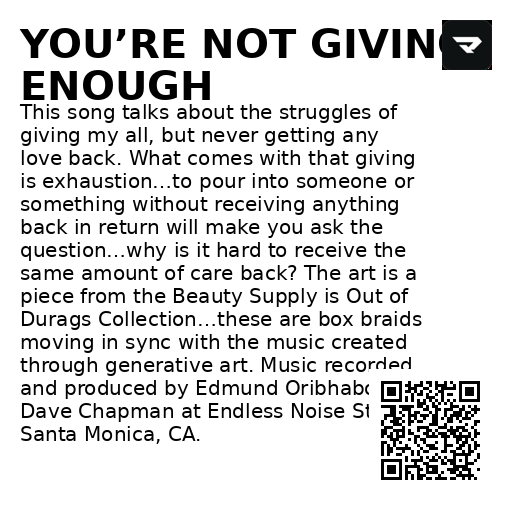 YOU’RE NOT GIVING
ENOUGH
This song talks about the struggles of
giving my all, but never getting any
love back. What comes with that giving
is exhaustion...to pour into someone or
something without receiving anything
back in return will make you ask the
question...why is it hard to receive the
same amount of care back? The art is a
piece from the Beauty Supply is Out of
Durags Collection...these are box braids
moving in sync with the music created
through generative art. Music recorded
and produced by Edmund
Dave Chapman at Endless Noise
Santa Monica, CA.